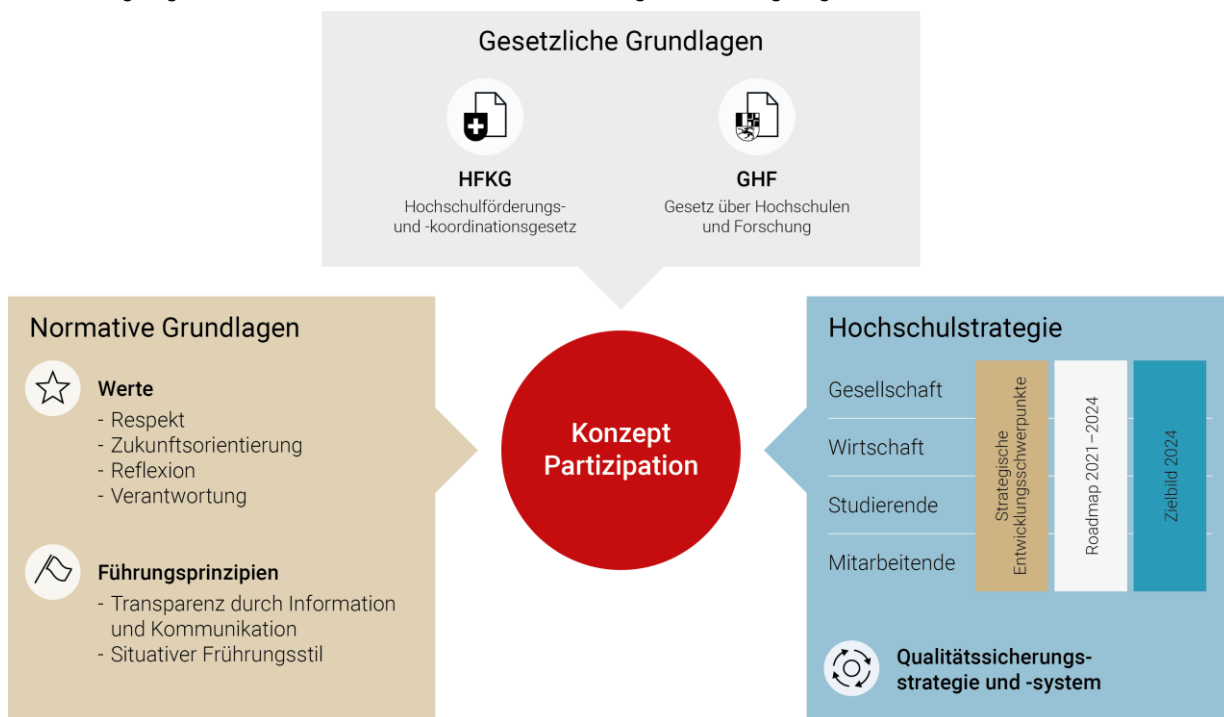 Gesetzliche Grundlagen
HFKG
Hochschulförderungs-
und -koordinationsgesetz
GHF
Gesetz über Hochschulen
und Forschung
Normative Grundlagen
Werte
- Respekt
- Zukunftsorientierung
- Reflexion
- Verantwortung
Führungsprinzipien
- Transparenz durch Information
und Kommunikation
- Situativer Frührungsstil
Konzept
Partizipation
Hochschulstrategie
Gesellschaft
Wirtschaft
Studierende
Mitarbeitende
Strategische
Entwicklungsschwerpunkte
Roadmap 2021–2024
Zielbild 2024
Qualitätssicherungs-
strategie und -system